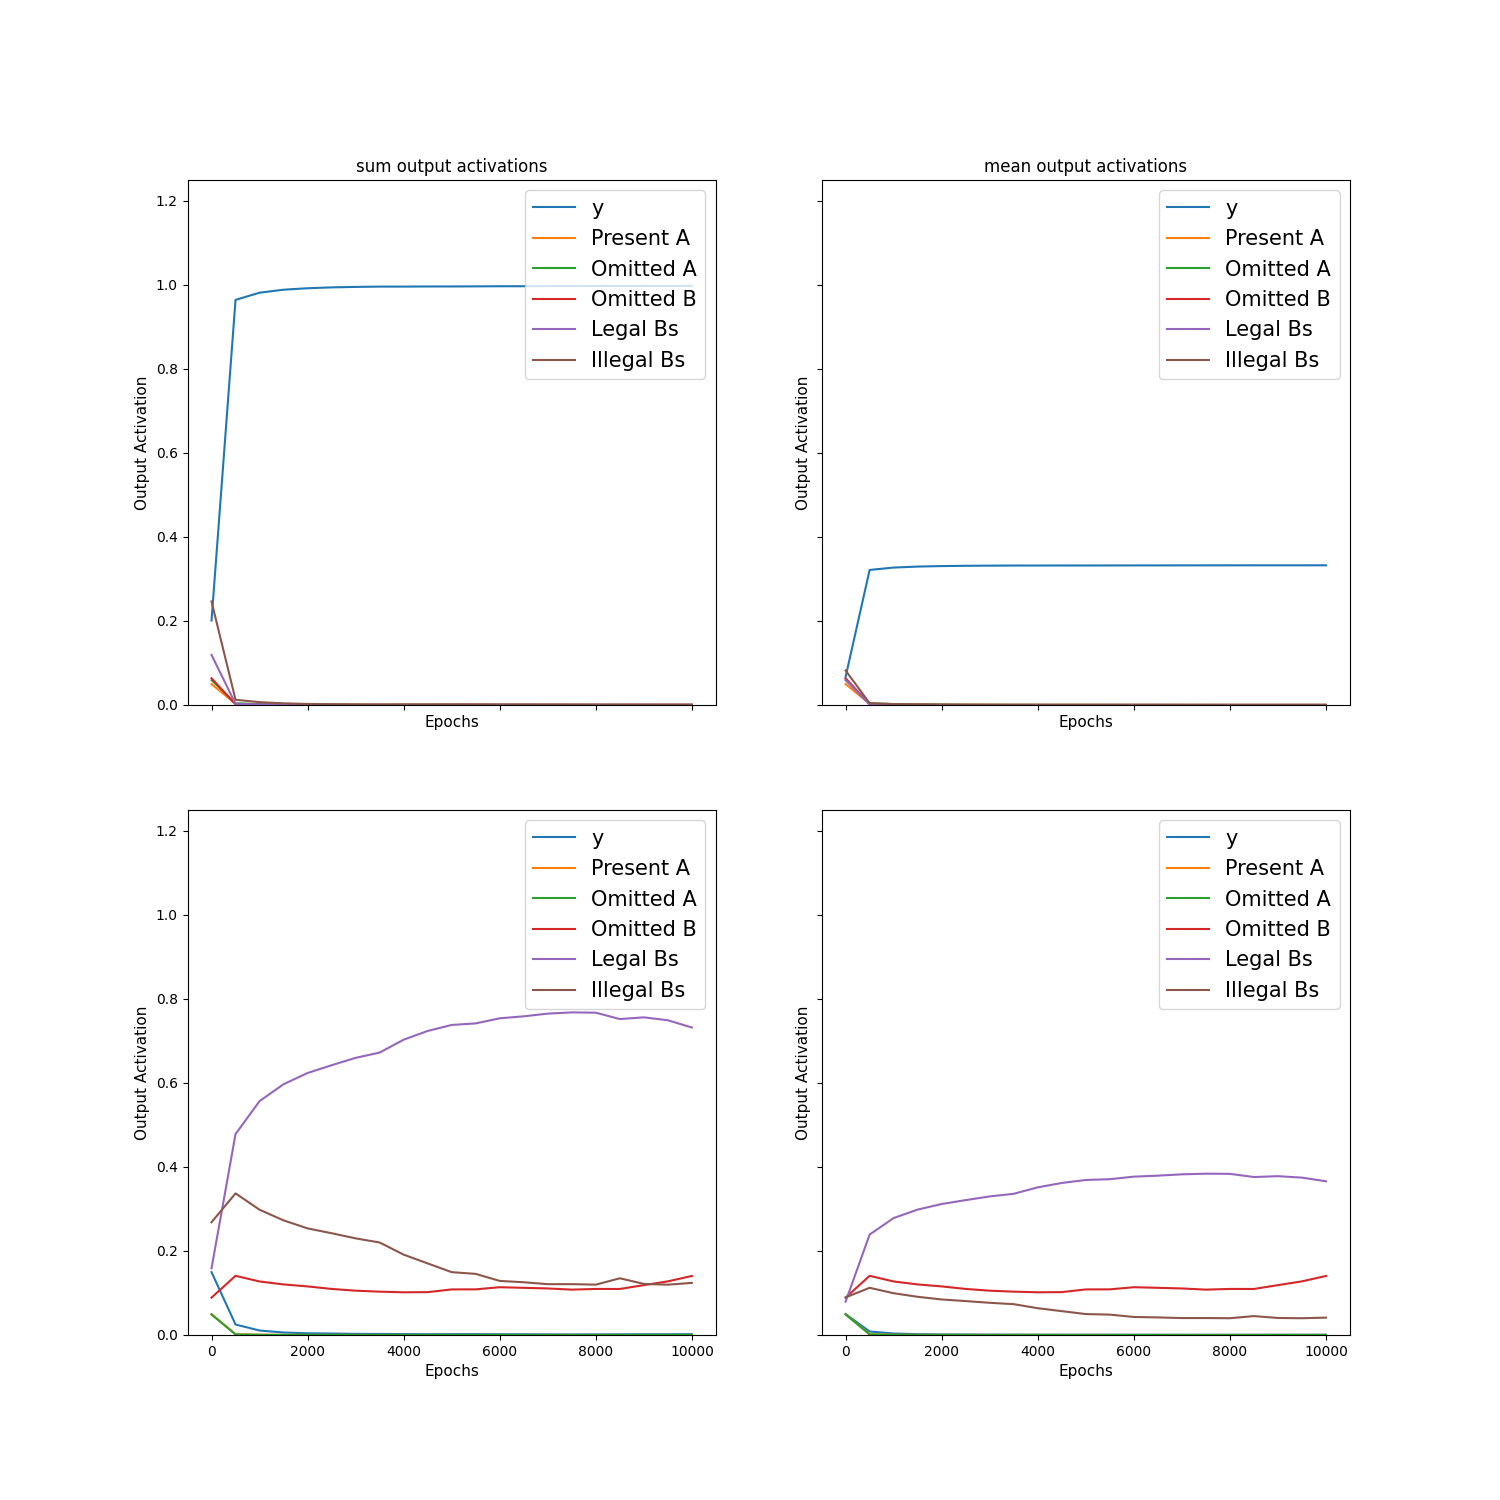 sum output activations
mean output activations
1.2
1.0
0.8
0.6
0.4
0.2
0.0
Output Activation
Epochs
y
Present A
Omitted A
Omitted B
Legal Bs
Illegal Bs
Output Activation
Epochs
y
Present A
Omitted A
Omitted B
Legal Bs
Illegal Bs
1.2
1.0
0.8
0.6
0.4
0.2
0.0
Output Activation
0 2000 4000 6000 8000 10000
Epochs
y
Present A
Omitted A
Omitted B
Legal Bs
Illegal Bs
Output Activation
0 2000 4000 6000 8000 10000
Epochs
y
Present A
Omitted A
Omitted B
Legal Bs
Illegal Bs